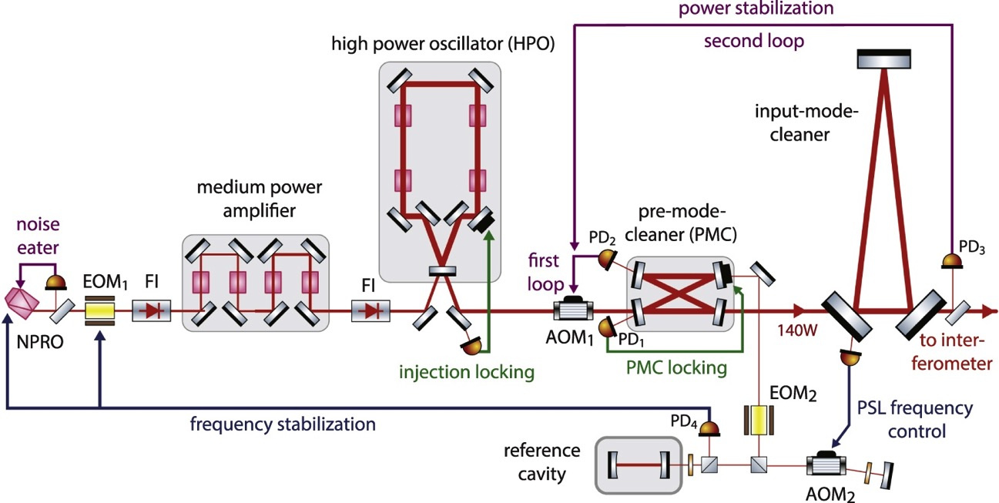 power stabilization
second loop
high power oscillator (HPO)
input-mode-
cleaner
medium power
amplifier
pre-mode-
cleaner (PMC)
noise
eater
PD2
PD3
first
loop
EOM1
FI
FI
NPRO
AOM1
PD1
140W
to inter-
ferometer
injection locking
PMC locking
EOM2
PSL frequency
control
frequency stabilization
PD4
reference
cavity
AOM2